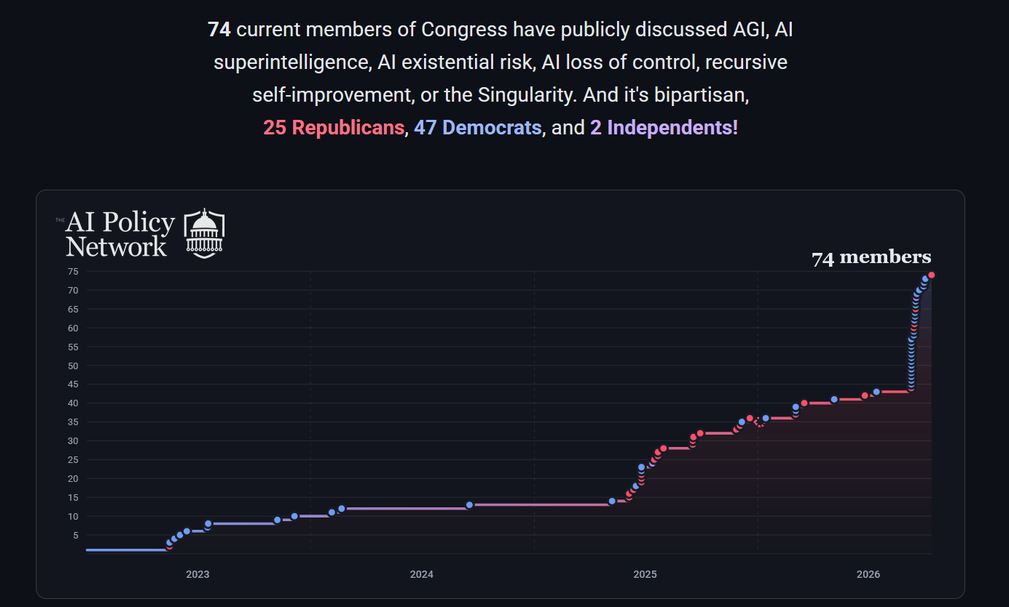 74 current members of Congress have publicly discussed AGI, AI
superintelligence, AI existential risk, AI loss of control, recursive
self-improvement, or the Singularity. And it's bipartisan,
25 Republicans, 47 Democrats, and 2 Independents!
THE AI Policy
Network
74 members
75
70
65
60
55
50
45
40
35
30
25
20
15
10
5
2023 2024 2025 2026